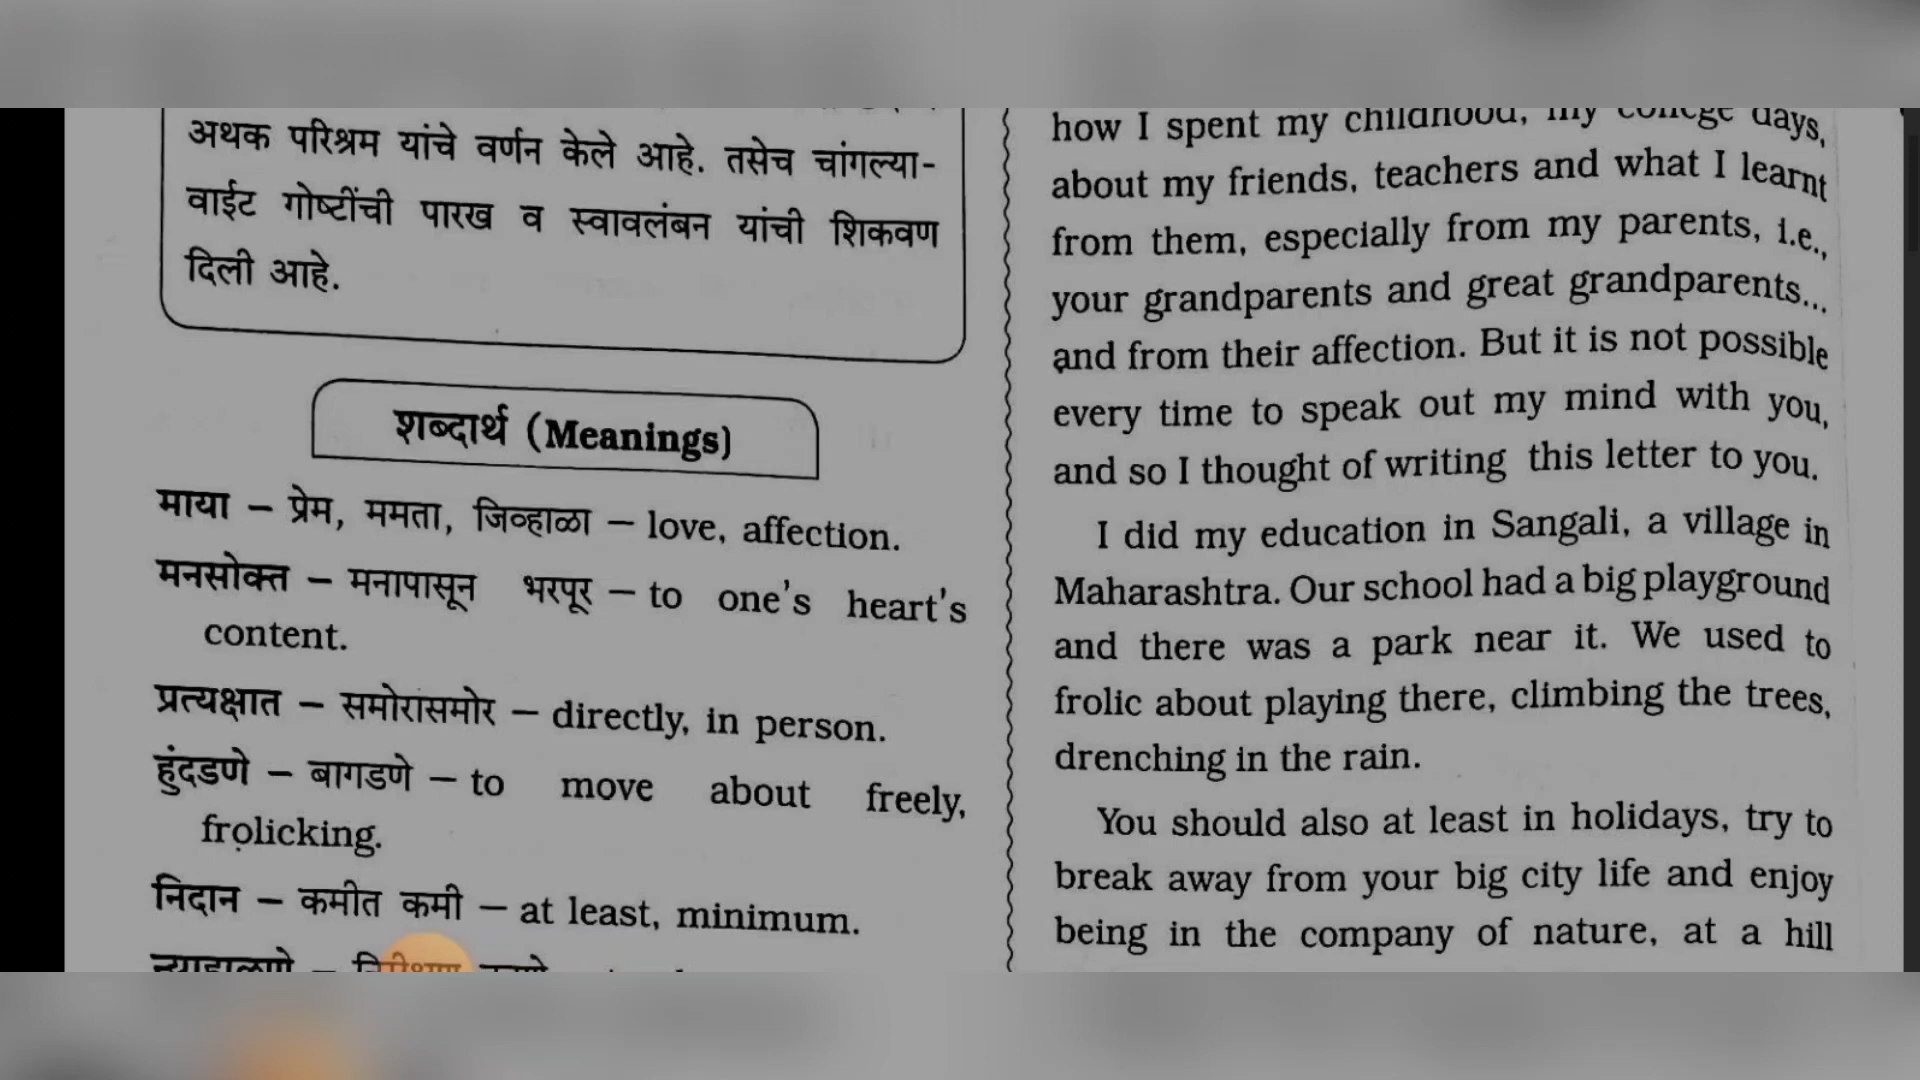 अथक परिश्रम यांचे वर्णन केले आहे. तसेच चांगल्या-
वाईट गोष्टींची पारख व स्वावलंबन यांची शिकवण
दिली आहे.
शब्दार्थ (Meanings)
माया – प्रेम, ममता, जिव्हाळा – love, affection.
मनसोक्त – मनापासून भरपूर – to one's heart's
content.
प्रत्यक्षात – समोरासमोर – directly, in person.
हुंदडणे – बागडणे – to move about freely,
frolicking.
निदान – कमीत कमी – at least, minimum.
how I spent my childhood, my college days,
about my friends, teachers and what I learnt
from them, especially from my parents, i.e.,
your grandparents and great grandparents...
and from their affection. But it is not possible
every time to speak out my mind with you,
and so I thought of writing this letter to you.
I did my education in Sangali, a village in
Maharashtra. Our school had a big playground
and there was a park near it. We used to
frolic about playing there, climbing the trees,
drenching in the rain.
You should also at least in holidays, try to
break away from your big city life and enjoy
being in the company of nature, at a hill